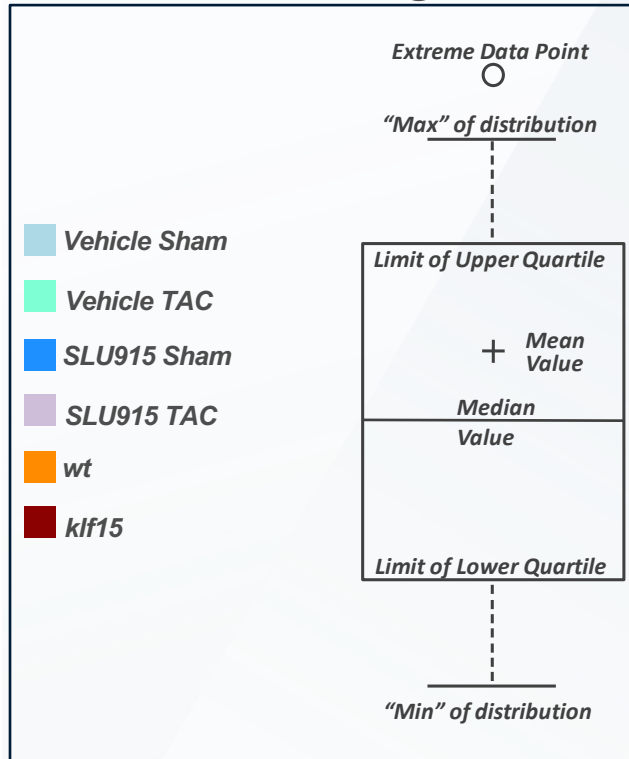 Vehicle Sham
Vehicle TAC
SLU915 Sham
SLU915 TAC
wt
klf15
Extreme Data Point
“Max” of distribution
Limit of Upper Quartile
Mean
Value
Median
Value
Limit of Lower Quartile
“Min” of distribution